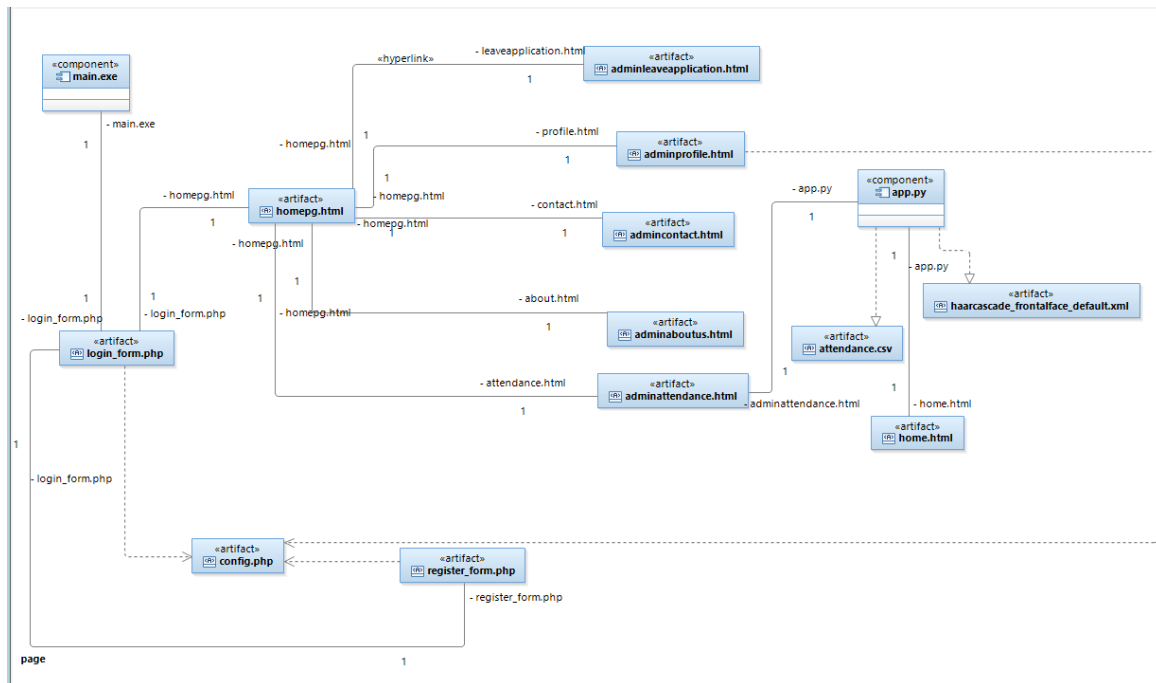 - leaveapplication.html
«hyperlink»
«artifact»
adminleaveapplication.html
1
«component»
main.exe
- main.exe
1
1
- homepg.html
- profile.html
1
«artifact»
adminprofile.html
1
- homepg.html
- homepg.html
1
«artifact»
homepg.html
- contact.html
1
«artifact»
admincontact.html
- homepg.html
1
- homepg.html
«component»
app.py
- app.py
1
1
- app.py
«artifact»
haarcascade_frontalface_default.xml
1
1
1
1
- login_form.php
- login_form.php
- homepg.html
- about.html
1
«artifact»
adminaboutus.html
«artifact»
attendance.csv
«artifact»
login_form.php
- attendance.html
1
«artifact»
adminattendance.html
1
- adminattendance.html
1
- home.html
«artifact»
home.html
1
- login_form.php
«artifact»
config.php
«artifact»
register_form.php
- register_form.php
page
1